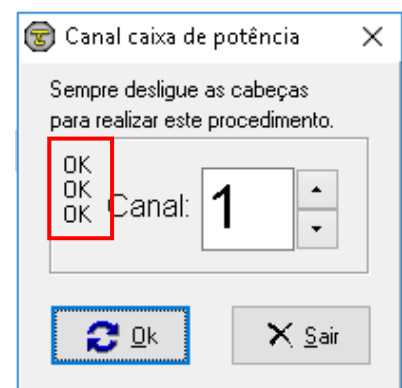 Canal caixa de potência
Sempre desligue as cabeças
para realizar este procedimento.
OK
OK
OK
Canal: 1
Ok Sair